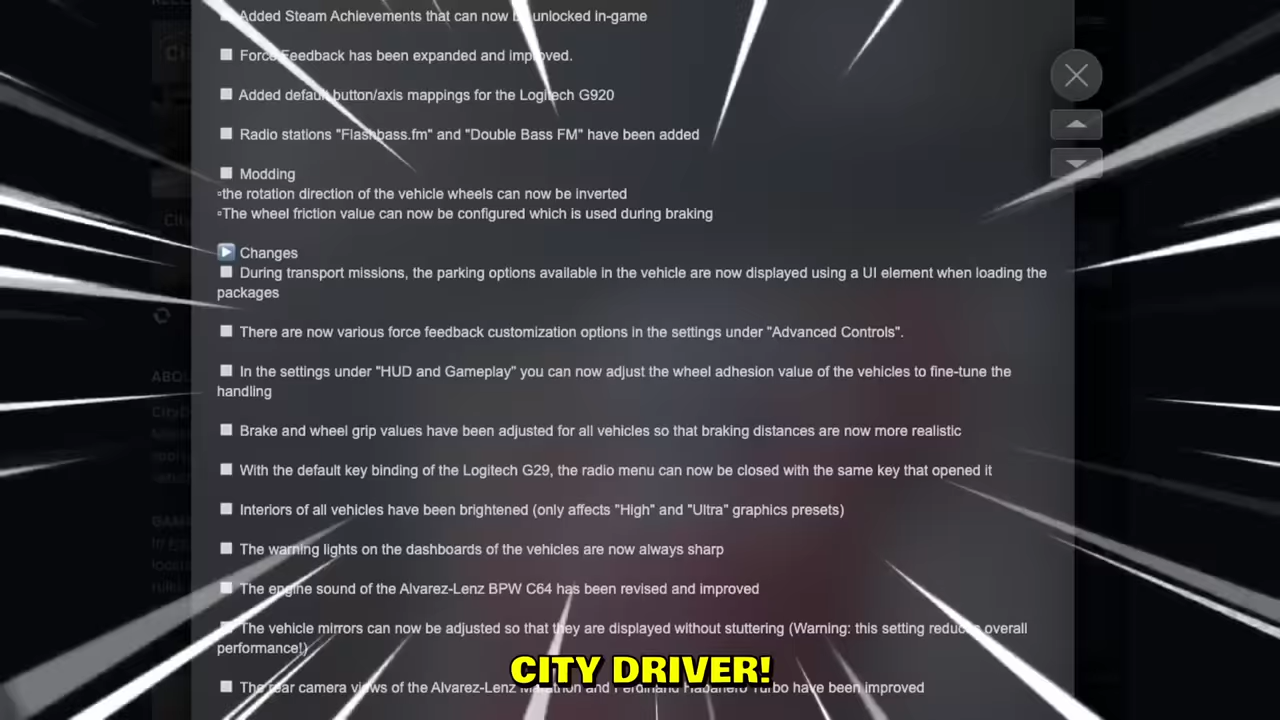 Added Steam Achievements that can now be unlocked in-game
Force Feedback has been expanded and improved.
Added default button/axis mappings for the Logitech G920
Radio stations "Flashbass.fm" and "Double Bass FM" have been added
Modding
▫the rotation direction of the vehicle wheels can now be inverted
▫The wheel friction value can now be configured which is used during braking
Changes
During transport missions, the parking options available in the vehicle are now displayed using a UI element when loading the
packages
There are now various force feedback customization options in the settings under "Advanced Controls".
In the settings under "HUD and Gameplay" you can now adjust the wheel adhesion value of the vehicles to fine-tune the
handling
Brake and wheel grip values have been adjusted for all vehicles so that braking distances are now more realistic
With the default key binding of the Logitech G29, the radio menu can now be closed with the same key that opened it
Interiors of all vehicles have been brightened (only affects "High" and "Ultra" graphics presets)
The warning lights on the dashboards of the vehicles are now always sharp
The engine sound of the Alvarez-Lenz BPW C64 has been revised and improved
The vehicle mirrors can now be adjusted so that they are displayed without stuttering (Warning: this setting reduces overall
performance!)
CITY DRIVER!
The rear camera views of the Alvarez-Lenz and Ferdinand Habanero Turbo have been improved